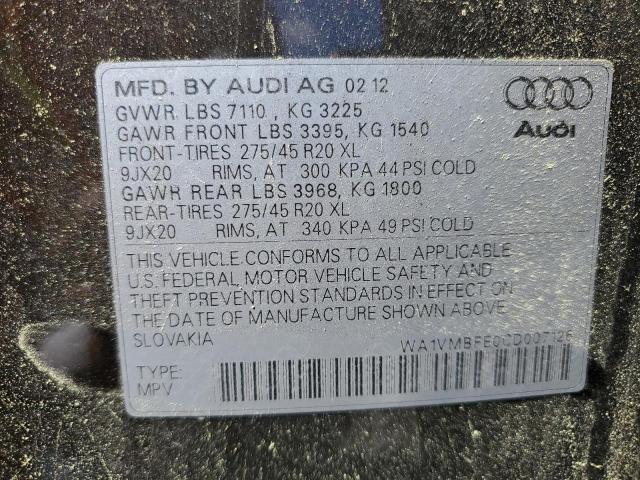 MFD. BY AUDI AG 02 12
GVWR LBS 7110 , KG 3225
GAWR FRONT LBS 3395, KG 1540
FRONT-TIRES 275/45 R20 XL
9JX20 RIMS, AT 300 KPA 44 PSI COLD
GAWR REAR LBS 3968, KG 1800
REAR-TIRES 275/45 R20 XL
9JX20 RIMS, AT 340 KPA 49 PSI COLD
Audi
THIS VEHICLE CONFORMS TO ALL APPLICABLE
U.S. FEDERAL MOTOR VEHICLE SAFETY AND
THEFT PREVENTION STANDARDS IN EFFECT ON
THE DATE OF MANUFACTURE SHOWN ABOVE
SLOVAKIA
TYPE:
MPV